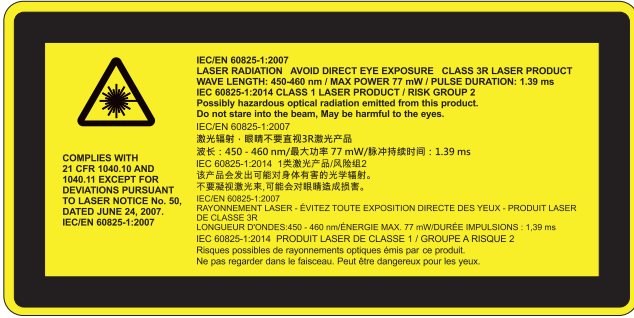 COMPLIES WITH
21 CFR 1040.10 AND
1040.11 EXCEPT FOR
DEVIATIONS PURSUANT
TO LASER NOTICE No. 50,
DATED JUNE 24, 2007.
IEC/EN 60825-1:2007
IEC/EN 60825-1:2007
LASER RADIATION AVOID DIRECT EYE EXPOSURE CLASS 3R LASER PRODUCT
WAVE LENGTH: 450-460 nm / MAX POWER 77 mW / PULSE DURATION: 1.39 ms
IEC 60825-1:2014 CLASS 1 LASER PRODUCT / RISK GROUP 2
Possibly hazardous optical radiation emitted from this product.
Do not stare into the beam, May be harmful to the eyes.
IEC/EN 60825-1:2007
激光辐射，眼睛不要直视3R激光产品
波长：450 - 460 nm/最大功率 77 mW/脉冲持续时间：1.39 ms
IEC 60825-1:2014 1类激光产品/风险组2
该产品会发出可能对身体有害的光学辐射。
不要凝视激光束,可能会对眼睛造成损害。
IEC/EN 60825-1:2007
RAYONNEMENT LASER - ÉVITEZ TOUTE EXPOSITION DIRECTE DES YEUX - PRODUIT LASER
DE CLASSE 3R
LONGUEUR D'ONDES:450 - 460 nm/ÉNERGIE MAX. 77 mW/DURÉE IMPULSIONS : 1,39 ms
IEC 60825-1:2014 PRODUIT LASER DE CLASSE 1 / GROUPE A RISQUE 2
Risques possibles de rayonnements optiques émis par ce produit.
Ne pas regarder dans le faisceau. Peut être dangereux pour les yeux.